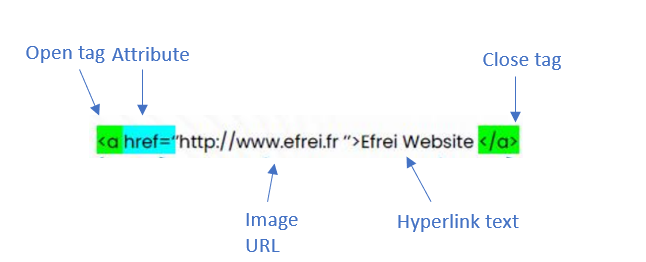 Open tag Attribute
Close tag
<a href="http://www.efrei.fr ">Efrei Website </a>
Image
URL
Hyperlink text